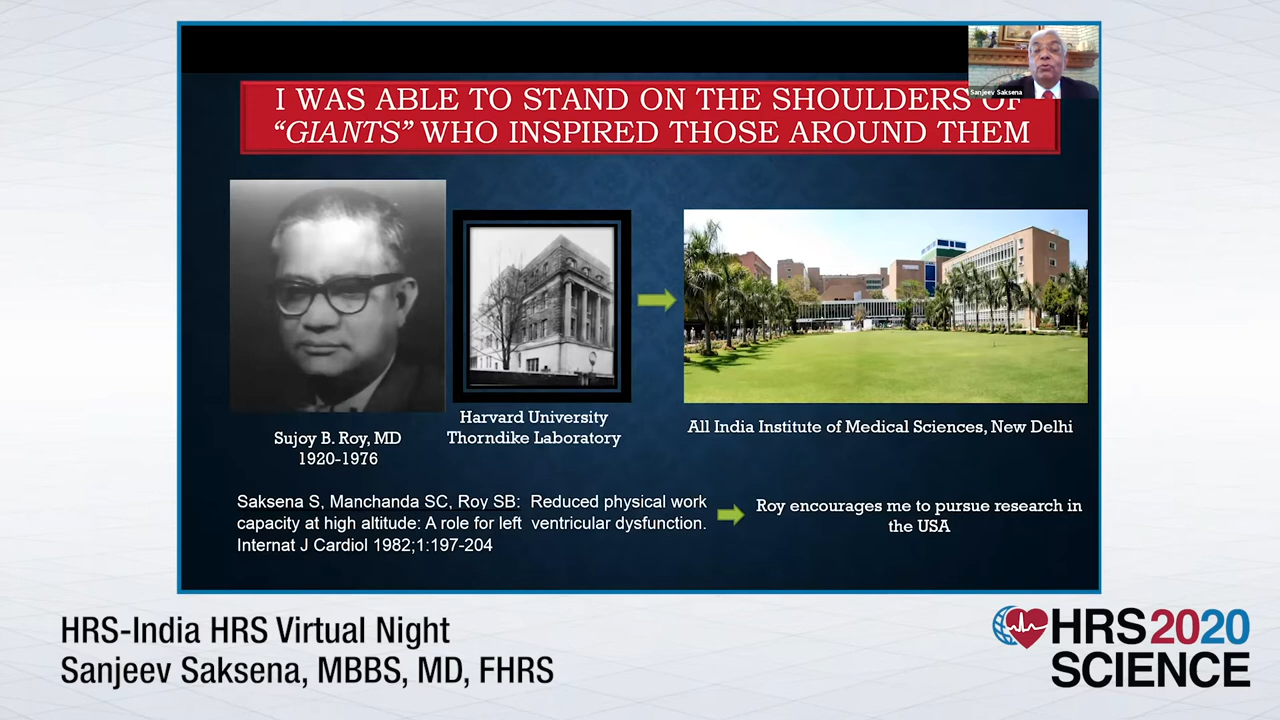 Sanjeev Saksena
I WAS ABLE TO STAND ON THE SHOULDERS OF
“GIANTS” WHO INSPIRED THOSE AROUND THEM
Sujoy B. Roy, MD
1920-1976
Harvard University
Thorndike Laboratory
All India Institute of Medical Sciences, New Delhi
Saksena S, Manchanda SC, Roy SB: Reduced physical work
capacity at high altitude: A role for left ventricular dysfunction.
Internat J Cardiol 1982;1:197-204
Roy encourages me to pursue research in
the USA
HRS-India HRS Virtual Night
Sanjeev Saksena, MBBS, MD, FHRS
HRS2020
SCIENCE